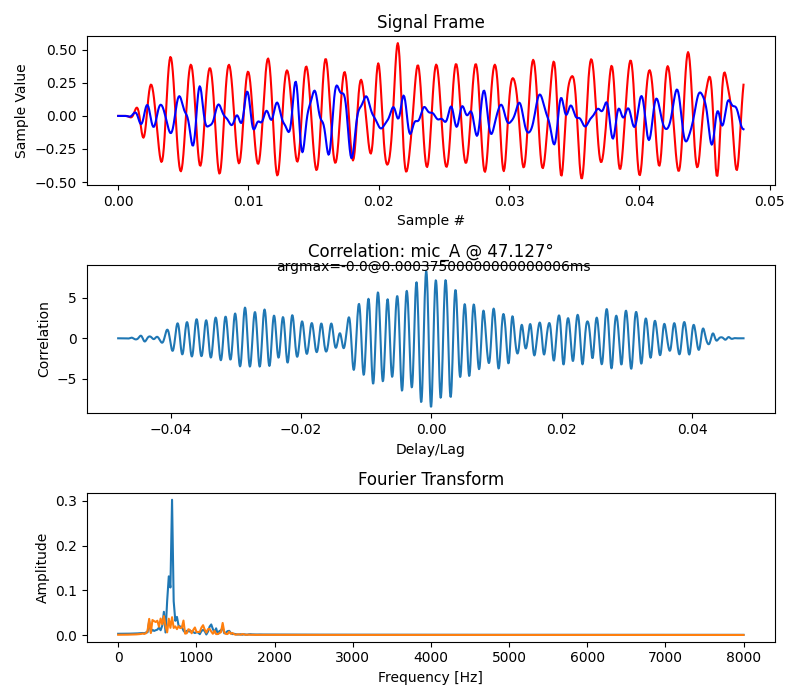 Signal Frame
0.50
0.25
0.00
−0.25
−0.50
Sample Value
0.00 0.01 0.02 0.03 0.04 0.05
Sample #
Correlation: mic_A @ 47.127°
argmax=-0.0@0.00037500000000000006ms
5
0
−5
Correlation
−0.04 −0.02 0.00 0.02 0.04
Delay/Lag
Fourier Transform
0.3
0.2
0.1
0.0
Amplitude
0 1000 2000 3000 4000 5000 6000 7000 8000
Frequency [Hz]